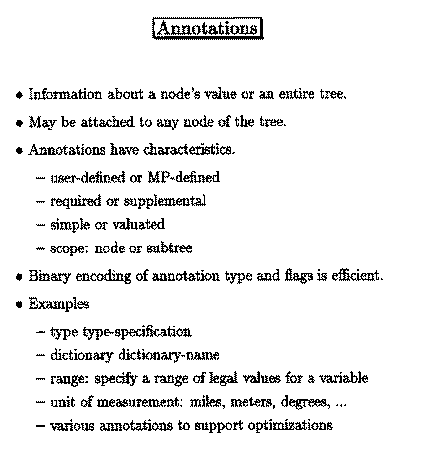 Annotations
• Information about a node's value or an entire tree.
• May be attached to any node of the tree.
• Annotations have characteristics.
– user-defined or MP-defined
– required or supplemental
– simple or valuated
– scope: node or subtree
• Binary encoding of annotation type and flags is efficient.
• Examples
– type type-specification
– dictionary dictionary-name
– range: specify a range of legal values for a variable
– unit of measurement: miles, meters, degrees, ...
– various annotations to support optimizations